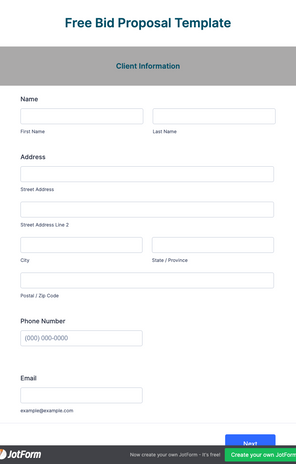 Free Bid Proposal Template
Client Information
Name
First Name Last Name
Address
Street Address
Street Address Line 2
City State / Province
Postal / Zip Code
Phone Number
(000) 000-0000
Email
example@example.com
Next
JotForm Now create your own JotForm - It's free! Create your own JotForm